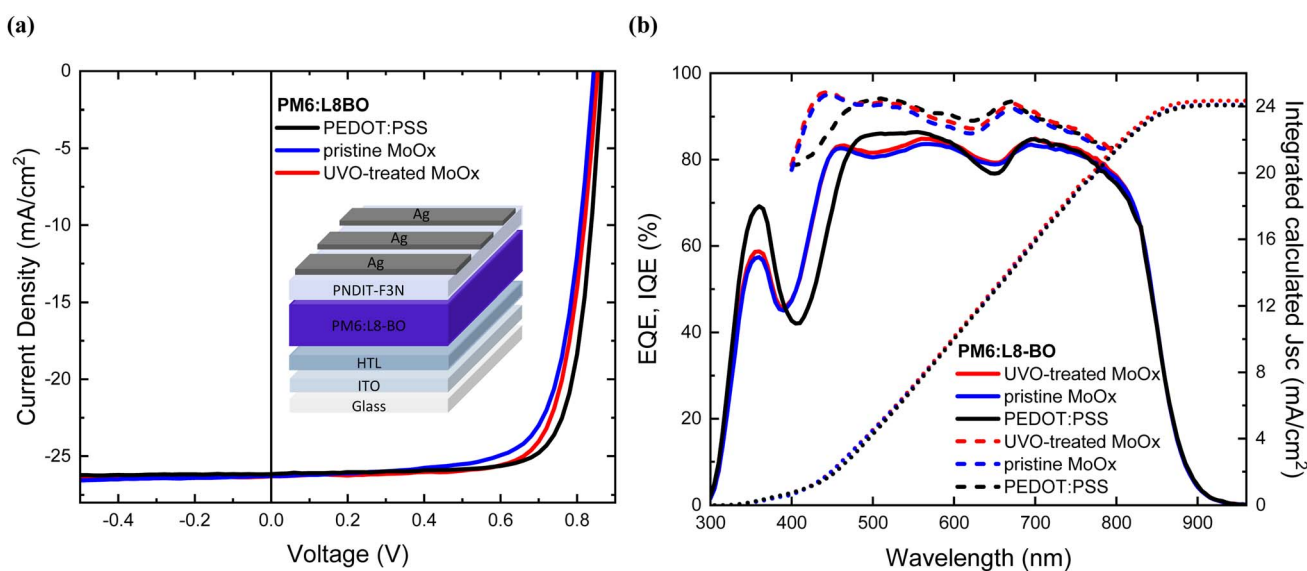 (a)
0
-5
-10
-15
-20
-25
Current Density (mA/cm²)
-0.4
-0.2
0.0
0.2
0.4
0.6
0.8
Voltage (V)
PM6:L8BO
PEDOT:PSS
pristine MoOx
UVO-treated MoOx
Ag
Ag
Ag
PNDIT-F3N
PM6:L8-BO
HTL
ITO
Glass
(b)
100
80
60
40
20
0
EQE, IQE (%)
300
400
500
600
700
800
900
Wavelength (nm)
24
20
16
12
8
4
0
Integrated calculated Jsc (mA/cm²)
PM6:L8-BO
UVO-treated MoOx
pristine MoOx
PEDOT:PSS
UVO-treated MoOx
pristine MoOx
PEDOT:PSS